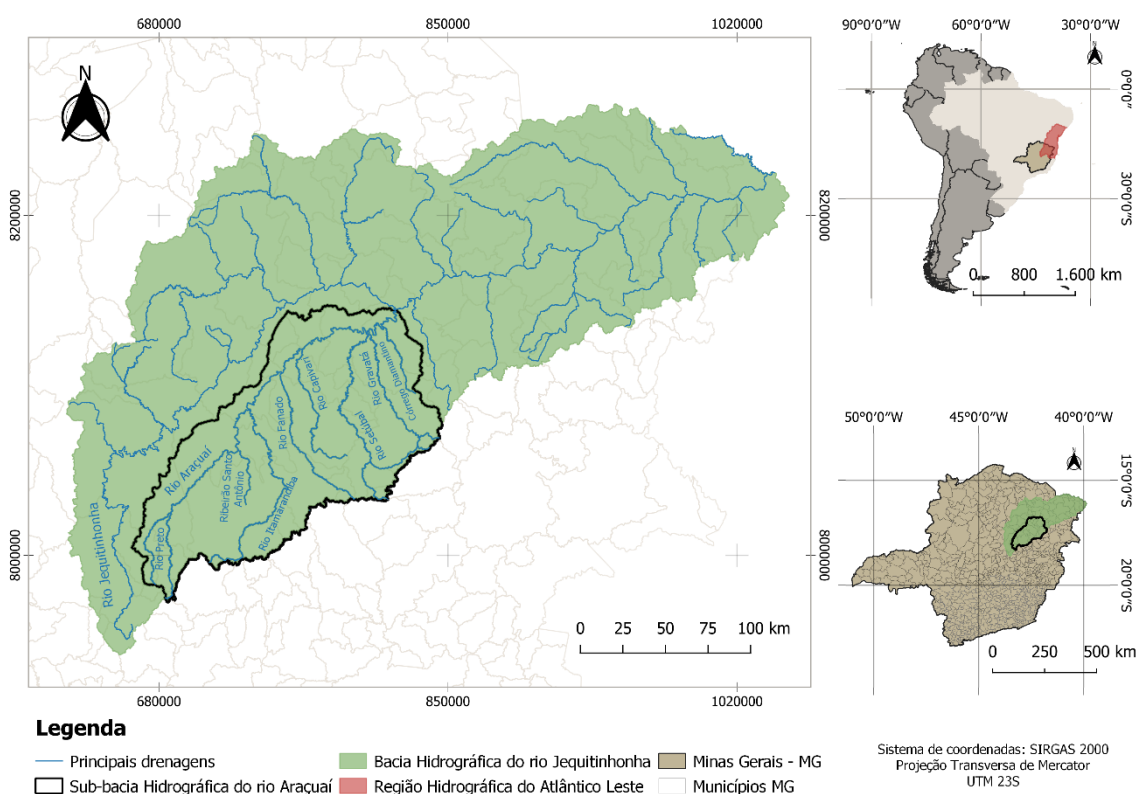 680000
850000
1020000
N
8200000
8200000
8000000
8000000
Rio Jequitinhonha
Rio Preto
Rio Araçuaí
Ribeirão Santo
Antônio
Rio Itamarandiba
Rio Fanado
Rio Capivari
Rio Setúbal
Rio Gravatá
Córrego Diamantino
0 25 50 75 100 km
680000
850000
1020000
90°0'0"W
60°0'0"W
30°0'0"W
0°0'0"
30°0'0"S
0 800 1.600 km
50°0'0"W
45°0'0"W
40°0'0"W
15°0'0"S
20°0'0"S
0 250 500 km
Legenda
Principais drenagens
Bacia Hidrográfica do rio Jequitinhonha
Minas Gerais - MG
Sub-bacia Hidrográfica do rio Araçuaí
Região Hidrográfica do Atlântico Leste
Municípios MG
Sistema de coordenadas: SIRGAS 2000
Projeção Transversa de Mercator
UTM 23S